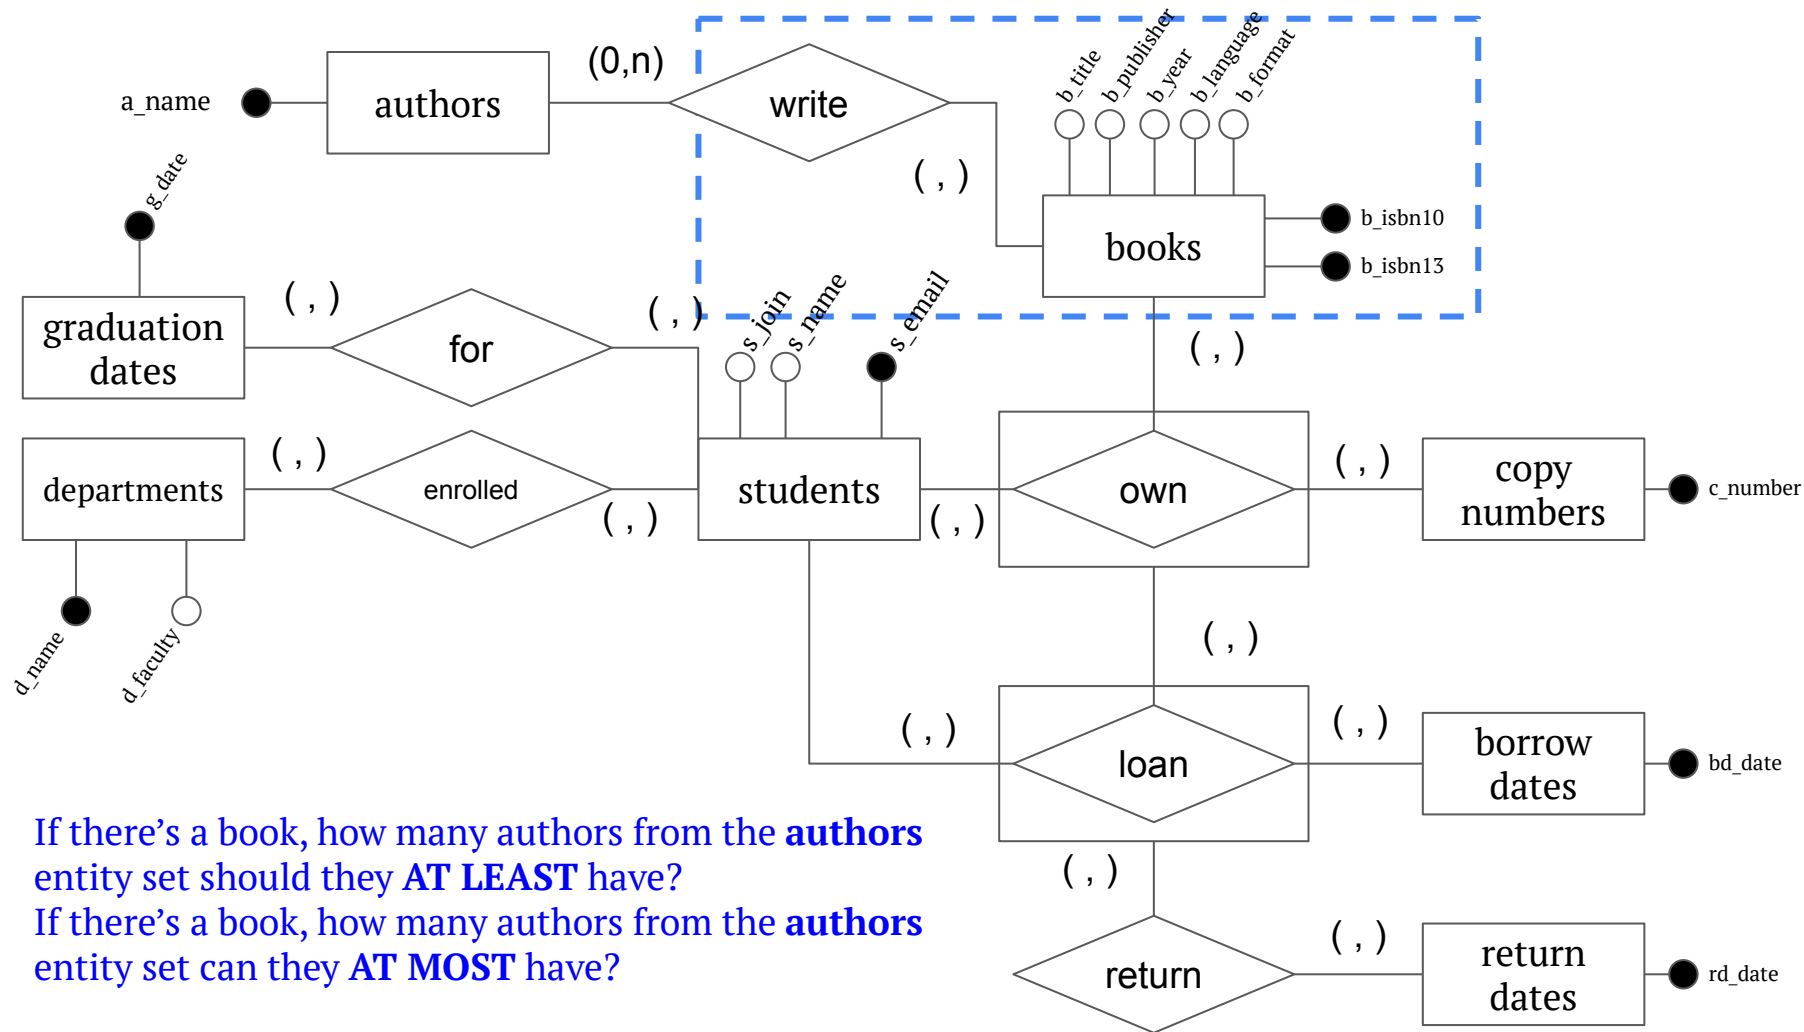 b_title
b_publisher
b_year
b_language
b_format
(0,n)
a_name
authors
write
( , )
g_date
b_isbn10
books
b_isbn13
( , )
( , )
s_join
s_name
s_email
graduation
dates
for
( , )
( , )
( , )
copy
numbers
departments
enrolled
students
own
c_number
( , )
( , )
d_name
d_faculty
( , )
( , )
( , )
borrow
dates
loan
bd_date
If there’s a book, how many authors from the authors
entity set should they AT LEAST have?
If there’s a book, how many authors from the authors
entity set can they AT MOST have?
( , )
( , )
return
return
dates
rd_date